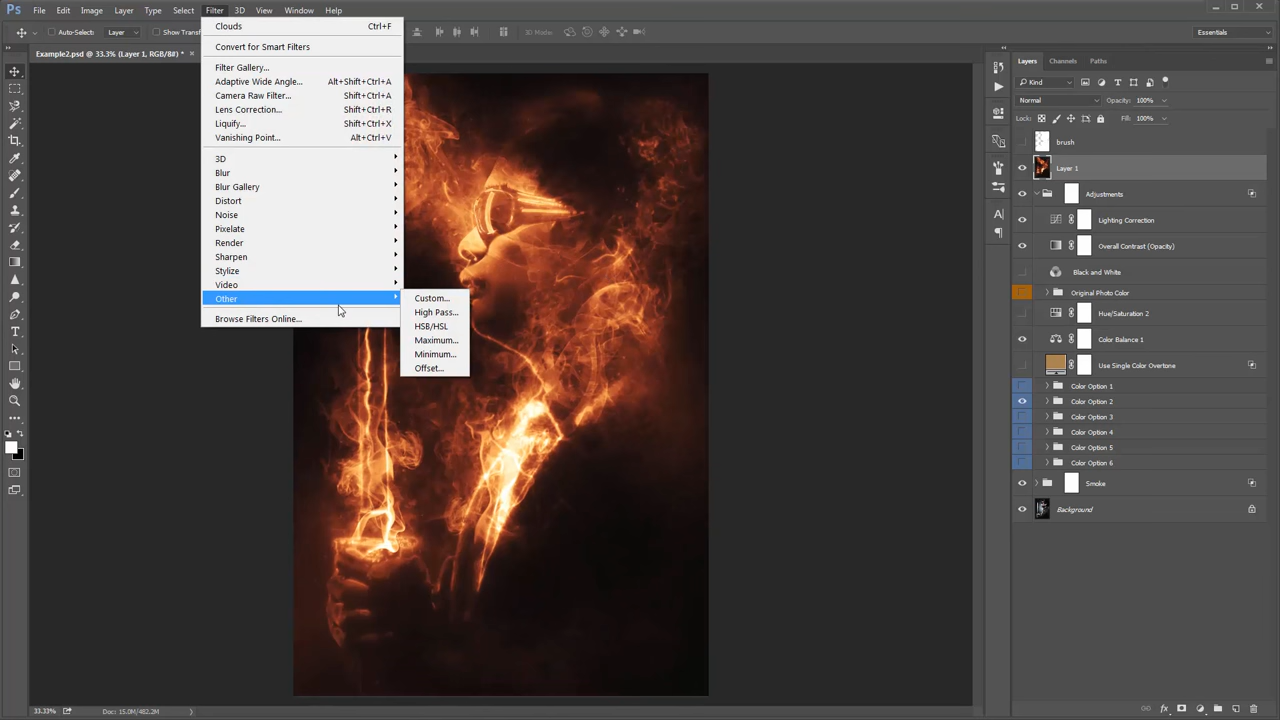 Ps File Edit Image Layer Type Select Filter 3D View Window Help
Auto-Select: Layer Show Transf 3D Mode: Essentials
Example2.psd @ 33.3% (Layer 1, RGB/8#) * ×
Clouds Ctrl+F
Convert for Smart Filters
Filter Gallery...
Adaptive Wide Angle... Alt+Shift+Ctrl+A
Camera Raw Filter... Shift+Ctrl+A
Lens Correction... Shift+Ctrl+R
Liquify... Shift+Ctrl+X
Vanishing Point... Alt+Ctrl+V
3D
Blur
Blur Gallery
Distort
Noise
Pixelate
Render
Sharpen
Stylize
Video
Other
Browse Filters Online...
Custom...
High Pass...
HSB/HSL
Maximum...
Minimum...
Offset...
Layers Channels Paths
Kind
Normal Opacity: 100%
Lock: Fill: 100%
brush
Layer 1
Adjustments
Lighting Correction
Overall Contrast (Opacity)
Black and White
Original Photo Color
Hue/Saturation 2
Color Balance 1
Use Single Color Overtone
Color Option 1
Color Option 2
Color Option 3
Color Option 4
Color Option 5
Color Option 6
Smoke
Background
33.33% Doc: 15.0M/482.2M